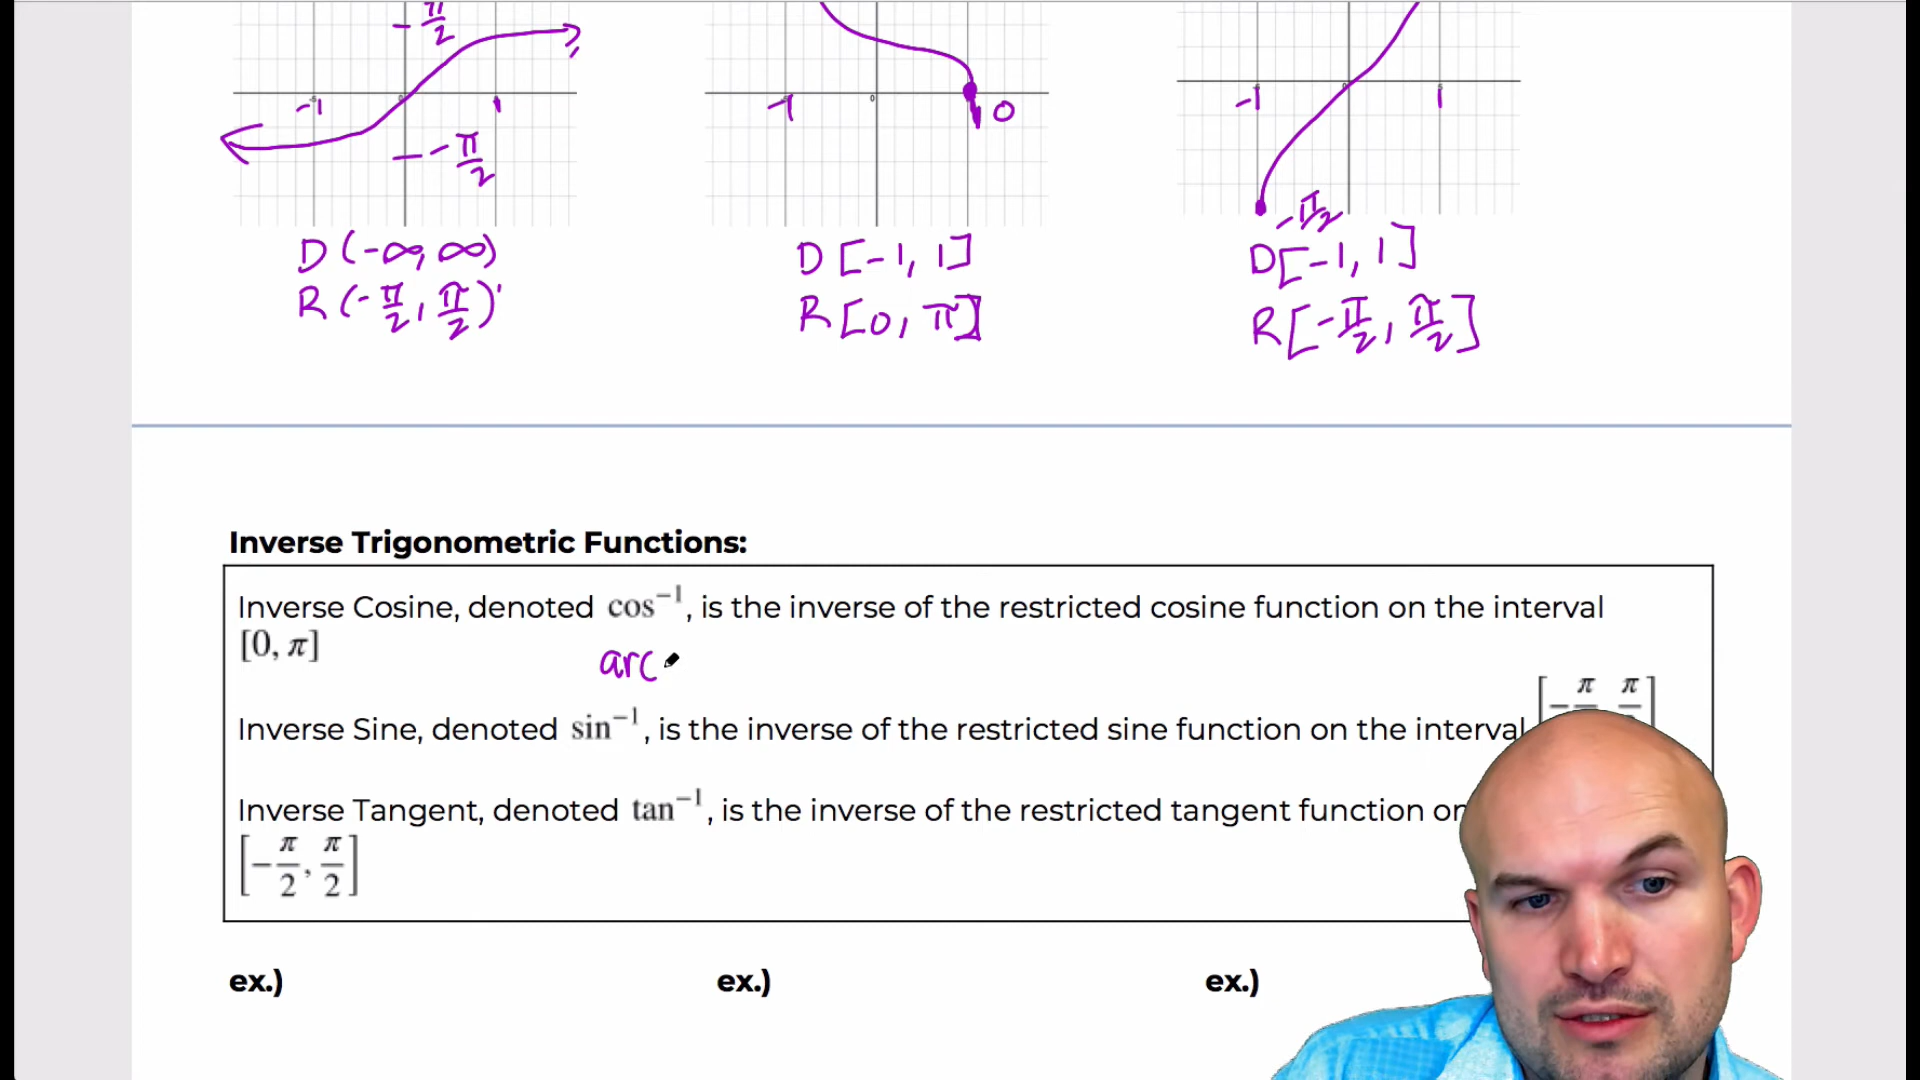 -π/2
-1 1
-π/2
D (-∞, ∞)
R (-π/2, π/2)
-1 0 1 0
D [-1, 1]
R [0, π]
-1 0 1
-π/2
D [-1, 1]
R [-π/2, π/2]
Inverse Trigonometric Functions:
Inverse Cosine, denoted cos⁻¹, is the inverse of the restricted cosine function on the interval
[0, π]
arc
Inverse Sine, denoted sin⁻¹, is the inverse of the restricted sine function on the interval [-π π]
Inverse Tangent, denoted tan⁻¹, is the inverse of the restricted tangent function on
[-π/2, π/2]
ex.) ex.) ex.)